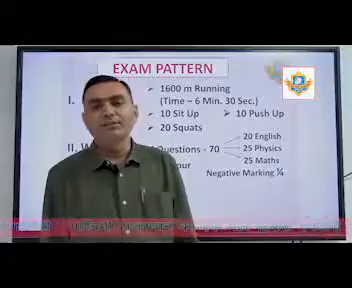 EXAM PATTERN
I.
➢ 1600 m Running
(Time – 6 Min. 30 Sec.)
➢ 10 Sit Up ➢ 10 Push Up
➢ 20 Squats
II. W
Questions - 70
20 English
25 Physics
25 Maths
our
Negative Marking ¼